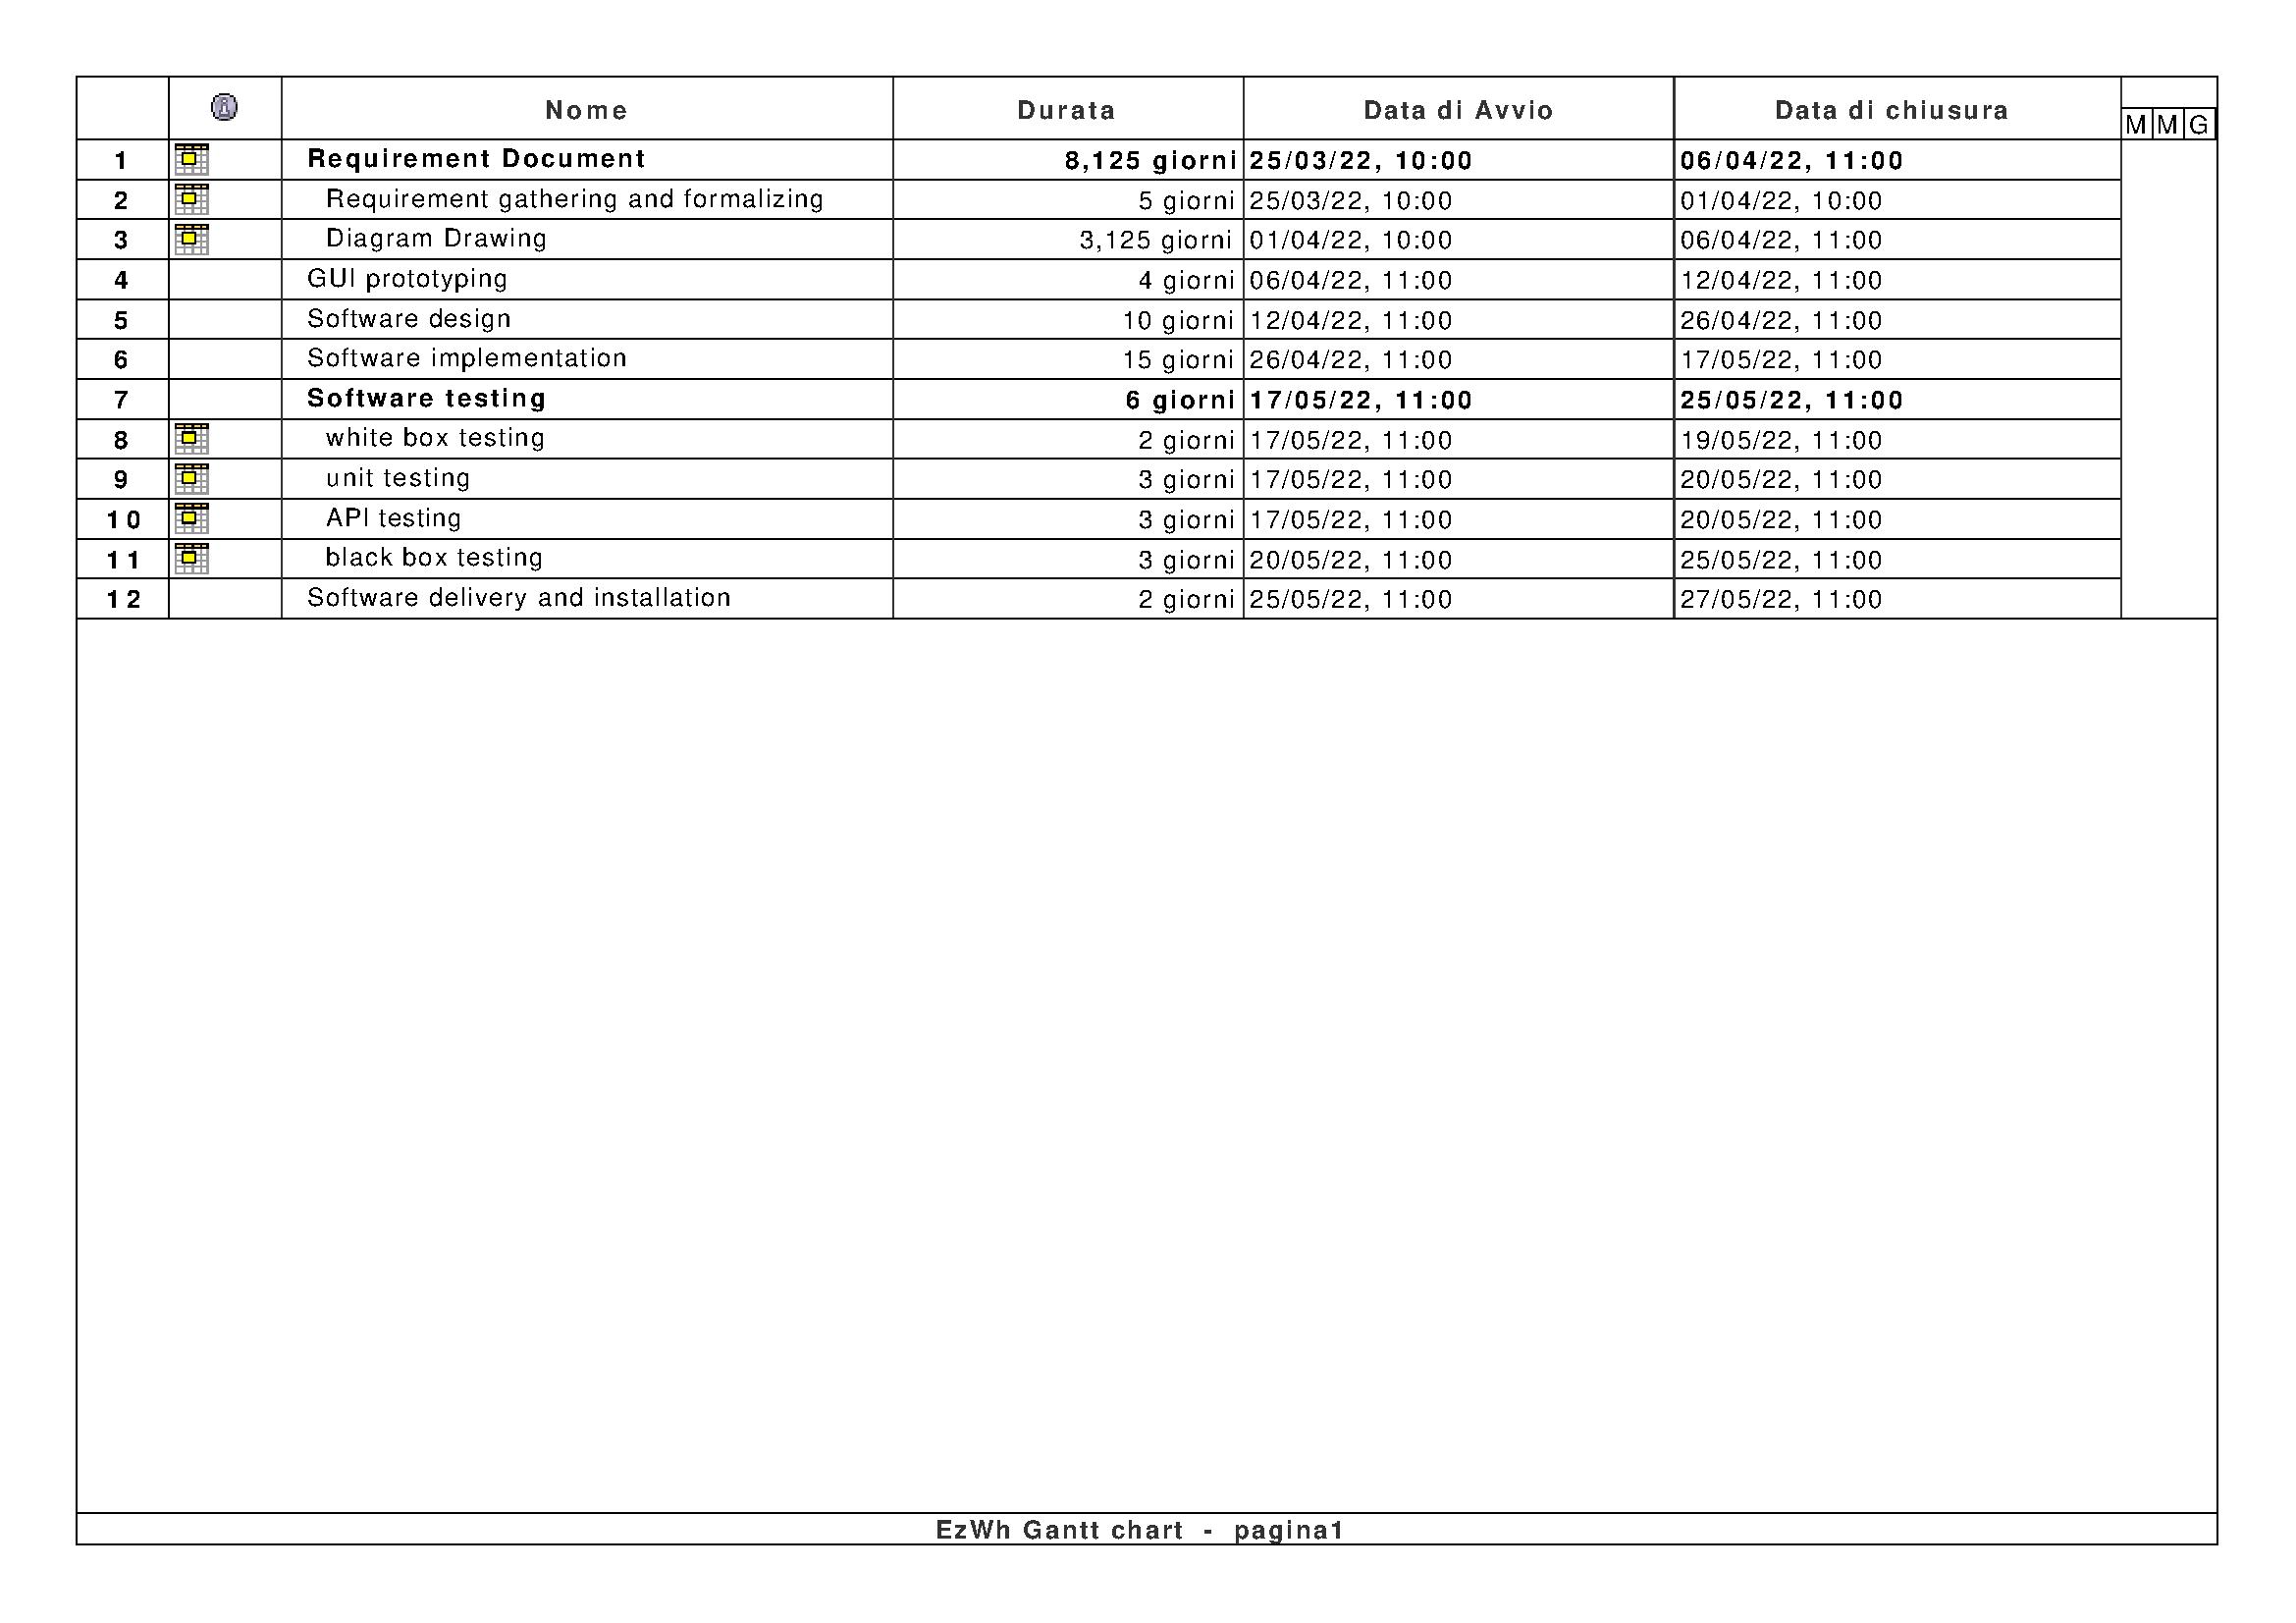 Nome Durata Data di Avvio Data di chiusura
M M G
1 Requirement Document 8,125 giorni 25/03/22, 10:00 06/04/22, 11:00
2 Requirement gathering and formalizing 5 giorni 25/03/22, 10:00 01/04/22, 10:00
3 Diagram Drawing 3,125 giorni 01/04/22, 10:00 06/04/22, 11:00
4 GUI prototyping 4 giorni 06/04/22, 11:00 12/04/22, 11:00
5 Software design 10 giorni 12/04/22, 11:00 26/04/22, 11:00
6 Software implementation 15 giorni 26/04/22, 11:00 17/05/22, 11:00
7 Software testing 6 giorni 17/05/22, 11:00 25/05/22, 11:00
8 white box testing 2 giorni 17/05/22, 11:00 19/05/22, 11:00
9 unit testing 3 giorni 17/05/22, 11:00 20/05/22, 11:00
10 API testing 3 giorni 17/05/22, 11:00 20/05/22, 11:00
11 black box testing 3 giorni 20/05/22, 11:00 25/05/22, 11:00
12 Software delivery and installation 2 giorni 25/05/22, 11:00 27/05/22, 11:00
EzWh Gantt chart - pagina1